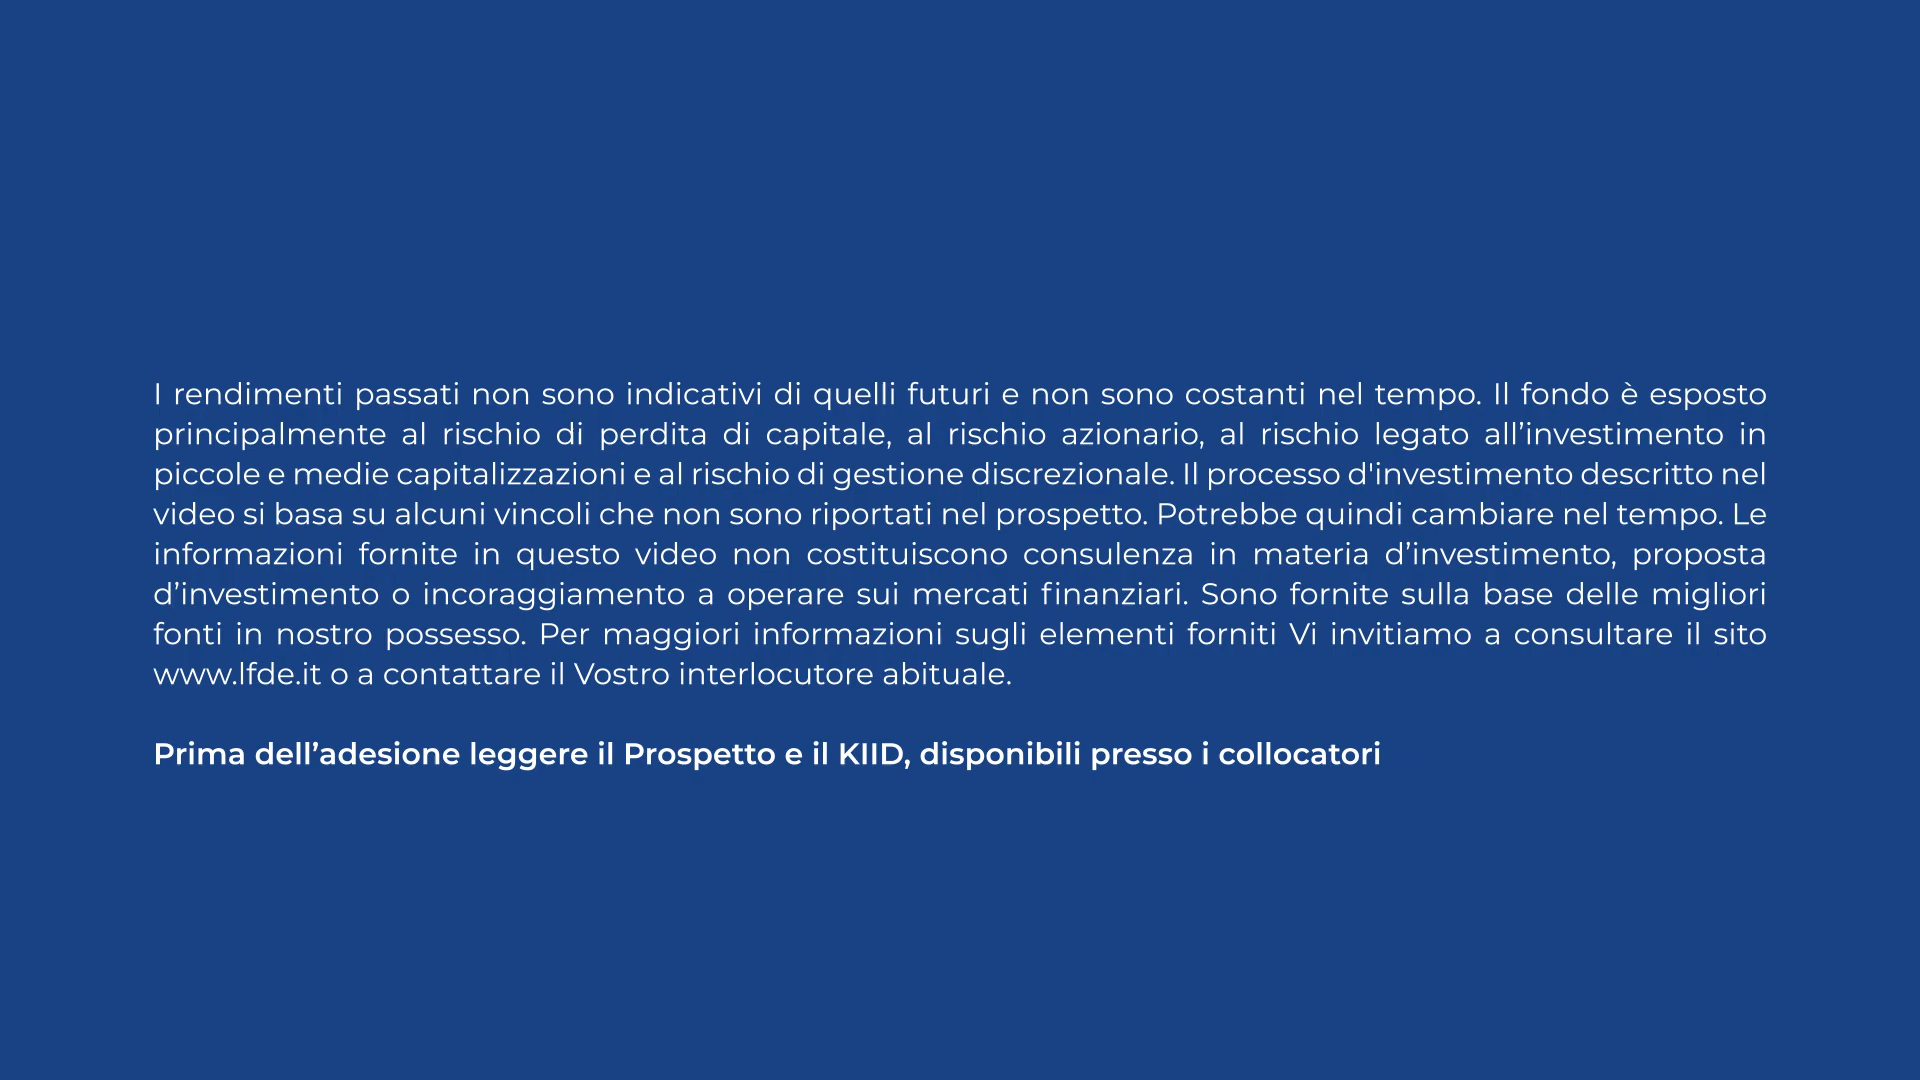 I rendimenti passati non sono indicativi di quelli futuri e non sono costanti nel tempo. Il fondo è esposto
principalmente al rischio di perdita di capitale, al rischio azionario, al rischio legato all’investimento in
piccole e medie capitalizzazioni e al rischio di gestione discrezionale. Il processo d'investimento descritto nel
video si basa su alcuni vincoli che non sono riportati nel prospetto. Potrebbe quindi cambiare nel tempo. Le
informazioni fornite in questo video non costituiscono consulenza in materia d’investimento, proposta
d’investimento o incoraggiamento a operare sui mercati finanziari. Sono fornite sulla base delle migliori
fonti in nostro possesso. Per maggiori informazioni sugli elementi forniti Vi invitiamo a consultare il sito
www.lfde.it o a contattare il Vostro interlocutore abituale.
Prima dell’adesione leggere il Prospetto e il KIID, disponibili presso i collocatori